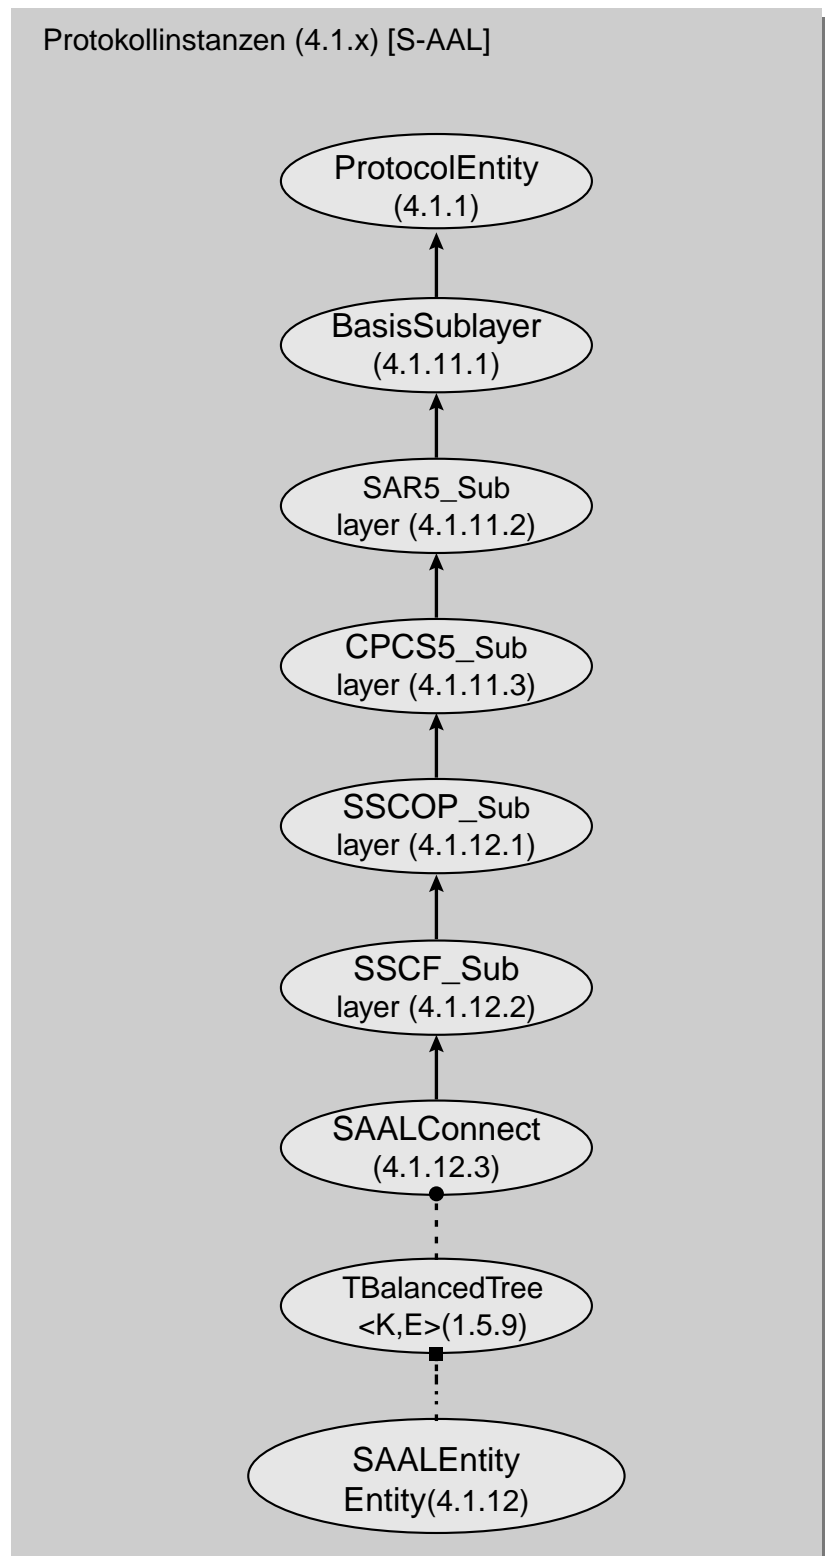 Protokollinstanzen (4.1.x) [S-AAL]
ProtocolEntity
(4.1.1)
BasisSublayer
(4.1.11.1)
SAR5_Sub
layer (4.1.11.2)
CPCS5_Sub
layer (4.1.11.3)
SSCOP_Sub
layer (4.1.12.1)
SSCF_Sub
layer (4.1.12.2)
SAALConnect
(4.1.12.3)
TBalancedTree
<K,E>(1.5.9)
SAALEntity
Entity(4.1.12)